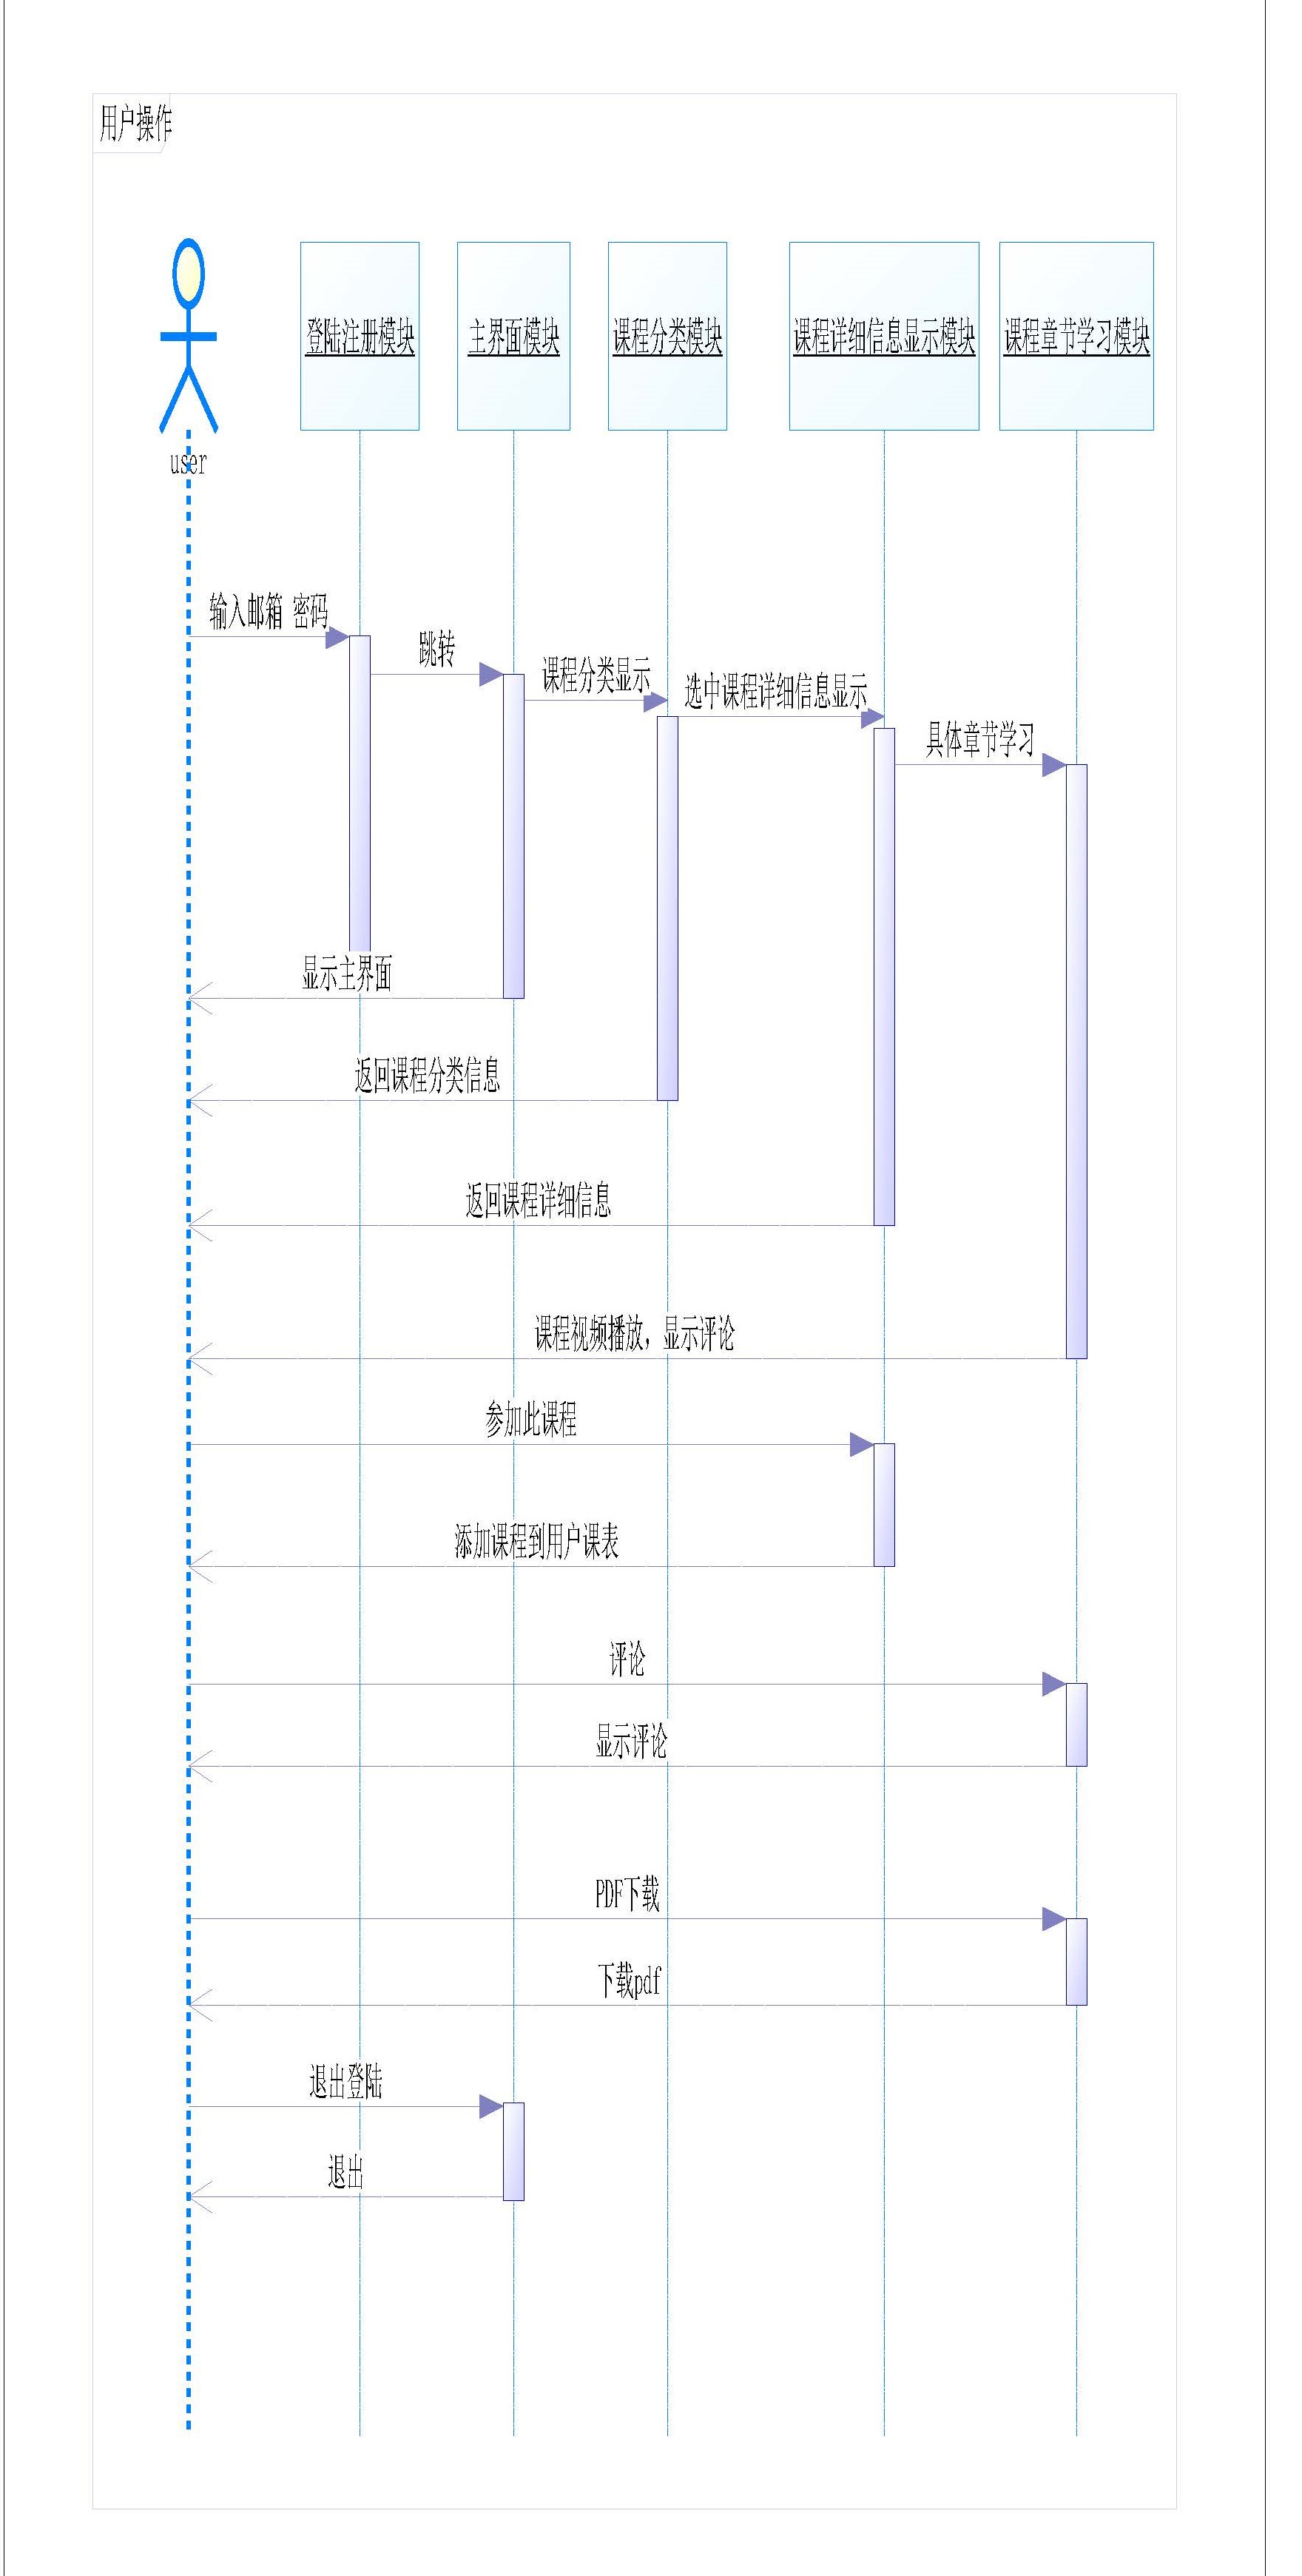 用户操作
登陆注册模块
主界面模块
课程分类模块
课程详细信息显示模块
课程章节学习模块
user
输入邮箱 密码
跳转
课程分类显示
选中课程详细信息显示
具体章节学习
显示主界面
返回课程分类信息
返回课程详细信息
课程视频播放，显示评论
参加此课程
添加课程到用户课表
评论
显示评论
PDF下载
下载pdf
退出登陆
退出